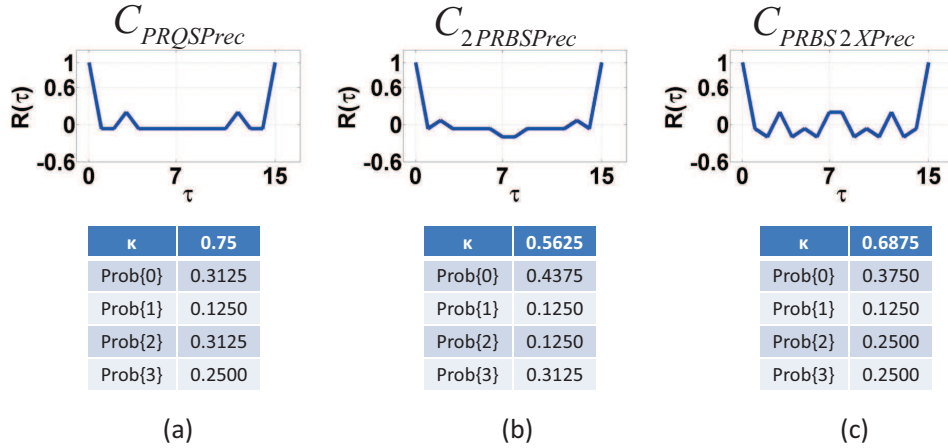 C_PRQSPrec
C_2PRBSPrec
C_PRBS2XPrec
R(τ)
1
0.6
0
-0.6
0
7
15
τ
R(τ)
1
0.6
0
-0.6
0
7
15
τ
R(τ)
1
0.6
0
-0.6
0
7
15
τ
κ 0.75
Prob{0} 0.3125
Prob{1} 0.1250
Prob{2} 0.3125
Prob{3} 0.2500
κ 0.5625
Prob{0} 0.4375
Prob{1} 0.1250
Prob{2} 0.1250
Prob{3} 0.3125
κ 0.6875
Prob{0} 0.3750
Prob{1} 0.1250
Prob{2} 0.2500
Prob{3} 0.2500
(a)
(b)
(c)